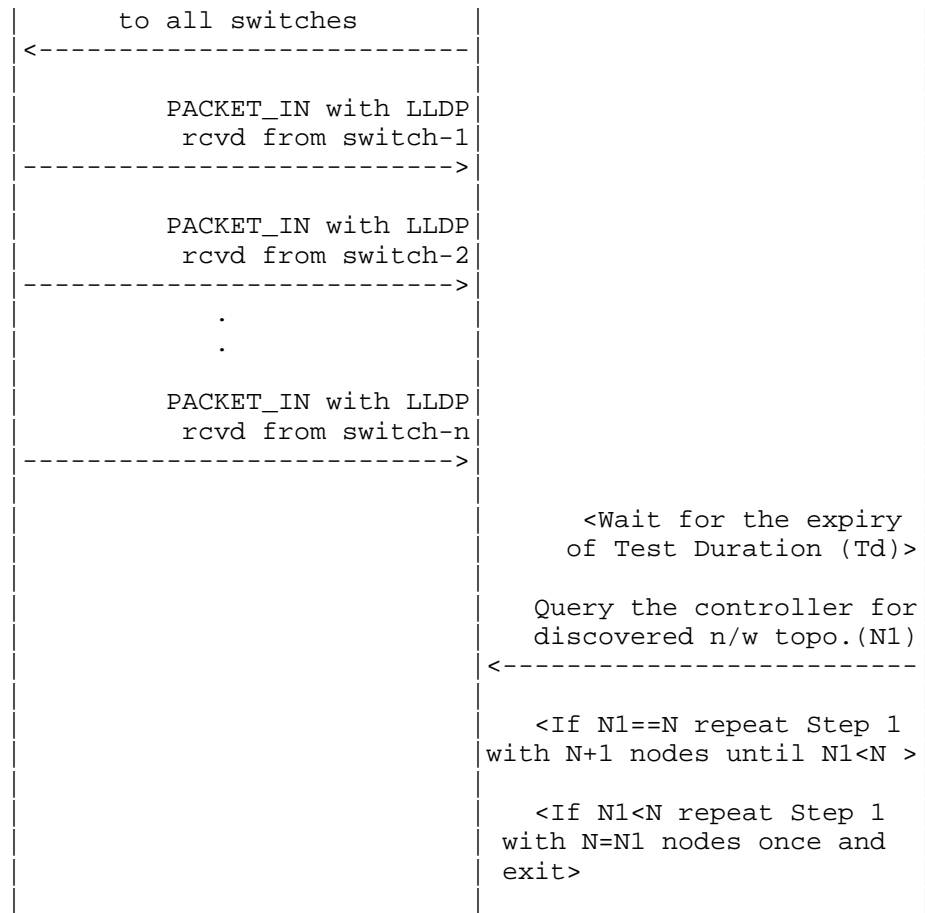 to all switches
<---------------------------
PACKET_IN with LLDP
rcvd from switch-1
--------------------------->
PACKET_IN with LLDP
rcvd from switch-2
--------------------------->
.
.
PACKET_IN with LLDP
rcvd from switch-n
--------------------------->
<Wait for the expiry
of Test Duration (Td)>
Query the controller for
discovered n/w topo.(N1)
<--------------------------
<If N1==N repeat Step 1
with N+1 nodes until N1<N >
<If N1<N repeat Step 1
with N=N1 nodes once and
exit>